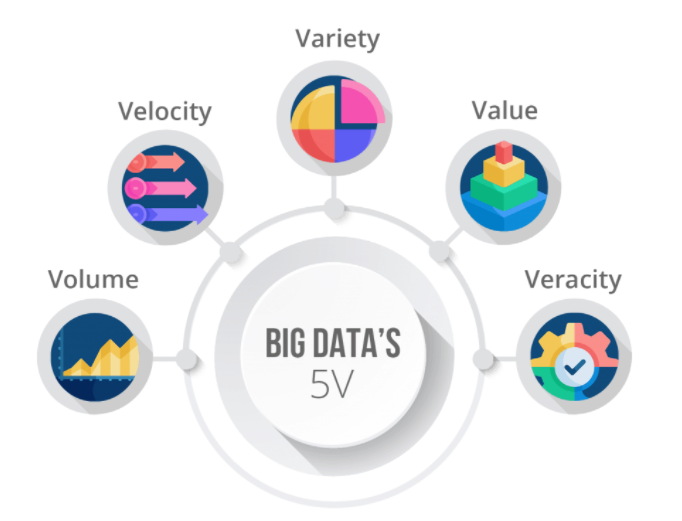 Variety
Velocity
Value
Volume
Veracity
BIG DATA'S
5V